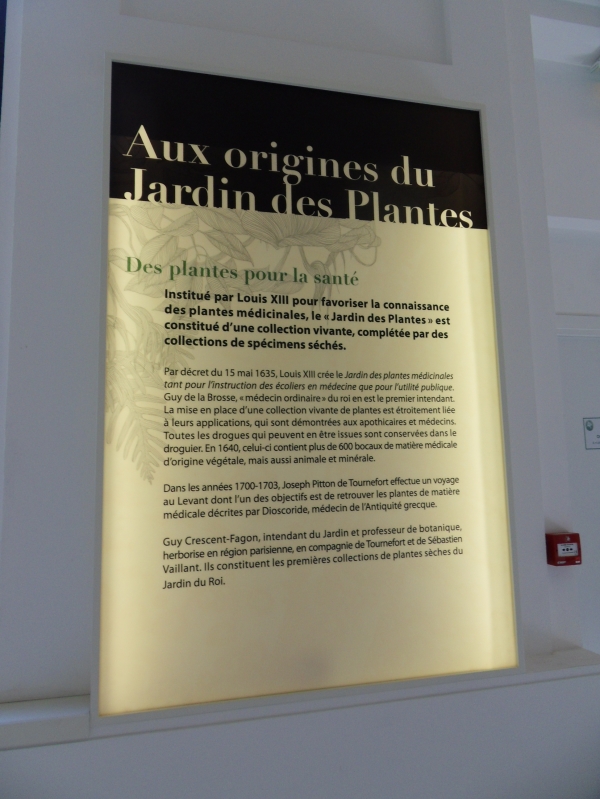 Aux origines du
Jardin des Plantes
Des plantes pour la santé
Institué par Louis XIII pour favoriser la connaissance
des plantes médicinales, le « Jardin des Plantes » est
constitué d'une collection vivante, complétée par des
collections de spécimens séchés.
Par décret du 15 mai 1635, Louis XIII crée le Jardin des plantes médicinales
tant pour l'instruction des écoliers en médecine que pour l'utilité publique.
Guy de la Brosse, « médecin ordinaire » du roi en est le premier intendant.
La mise en place d'une collection vivante de plantes est étroitement liée
à leurs applications, qui sont démontrées aux apothicaires et médecins.
Toutes les drogues qui peuvent en être issues sont conservées dans le
droguier. En 1640, celui-ci contient plus de 600 bocaux de matière médicale
d'origine végétale, mais aussi animale et minérale.
Dans les années 1700-1703, Joseph Pitton de Tournefort effectue un voyage
au Levant dont l'un des objectifs est de retrouver les plantes de matière
médicale décrites par Dioscoride, médecin de l'Antiquité grecque.
Guy Crescent-Fagon, intendant du Jardin et professeur de botanique,
herborise en région parisienne, en compagnie de Tournefort et de Sébastien
Vaillant. Ils constituent les premières collections de plantes sèches du
Jardin du Roi.